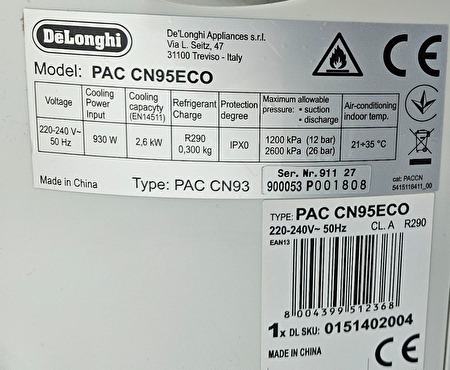 DeLonghi
De'Longhi Appliances s.r.l.
Via L. Seitz, 47
31100 Treviso - Italy
Model: PAC CN95ECO
Voltage
Cooling Power Input
Cooling capacyty (EN14511)
Refrigerant Charge
Protection degree
Maximum allowable pressure: • suction • discharge
Air-conditioning indoor temp.
220-240 V~ 50 Hz
930 W
2,6 kW
R290 0,300 kg
IPX0
1200 kPa (12 bar) 2600 kPa (26 bar)
21÷35 °C
Made in China
Type: PAC CN93
Ser. Nr. 911 27
900053 P001808
cat. PACCN
5415118411_00
TYPE: PAC CN95ECO
220-240V~ 50Hz CL. A R290
EAN13
8 004399 512368
1x DL SKU: 0151402004
MADE IN CHINA
CE